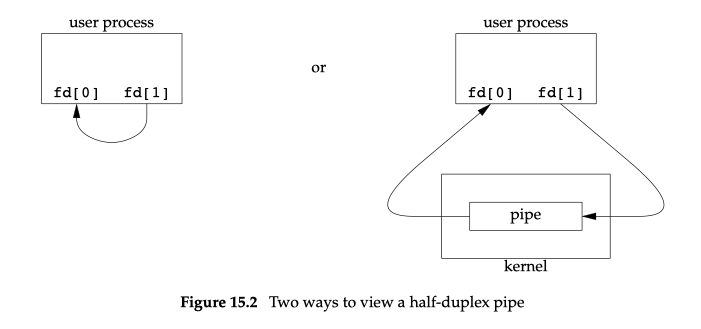 user process
fd[0] fd[1]
or
user process
fd[0] fd[1]
pipe
kernel
Figure 15.2 Two ways to view a half-duplex pipe